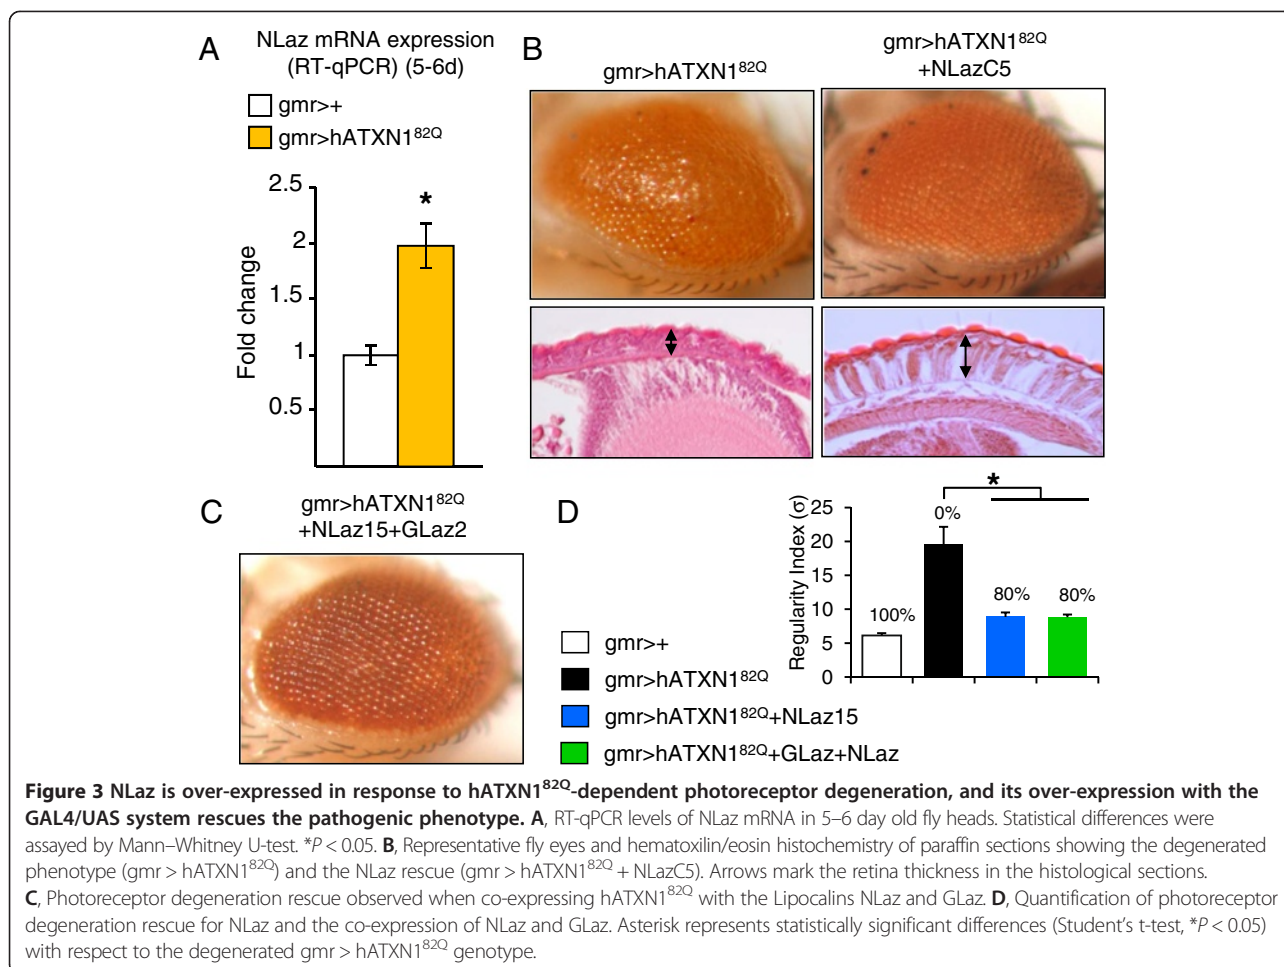 A
NLaz mRNA expression
(RT-qPCR) (5-6d)
gmr>+
gmr>hATXN1⁸²Q
2.5
2
1.5
1
0.5
Fold change
*
B
gmr>hATXN1⁸²Q
gmr>hATXN1⁸²Q
+NLazC5
C
gmr>hATXN1⁸²Q
+NLaz15+GLaz2
D
gmr>+
gmr>hATXN1⁸²Q
gmr>hATXN1⁸²Q+NLaz15
gmr>hATXN1⁸²Q+GLaz+NLaz
Regularity Index (σ)
25
20
15
10
5
0
*
100%
0%
80%
80%
Figure 3 NLaz is over-expressed in response to hATXN1⁸²Q-dependent photoreceptor degeneration, and its over-expression with the
GAL4/UAS system rescues the pathogenic phenotype. A, RT-qPCR levels of NLaz mRNA in 5–6 day old fly heads. Statistical differences were
assayed by Mann–Whitney U-test. *P < 0.05. B, Representative fly eyes and hematoxilin/eosin histochemistry of paraffin sections showing the degenerated
phenotype (gmr > hATXN1⁸²Q) and the NLaz rescue (gmr > hATXN1⁸²Q + NLazC5). Arrows mark the retina thickness in the histological sections.
C, Photoreceptor degeneration rescue observed when co-expressing hATXN1⁸²Q with the Lipocalins NLaz and GLaz. D, Quantification of photoreceptor
degeneration rescue for NLaz and the co-expression of NLaz and GLaz. Asterisk represents statistically significant differences (Student's t-test, *P < 0.05)
with respect to the degenerated gmr > hATXN1⁸²Q genotype.